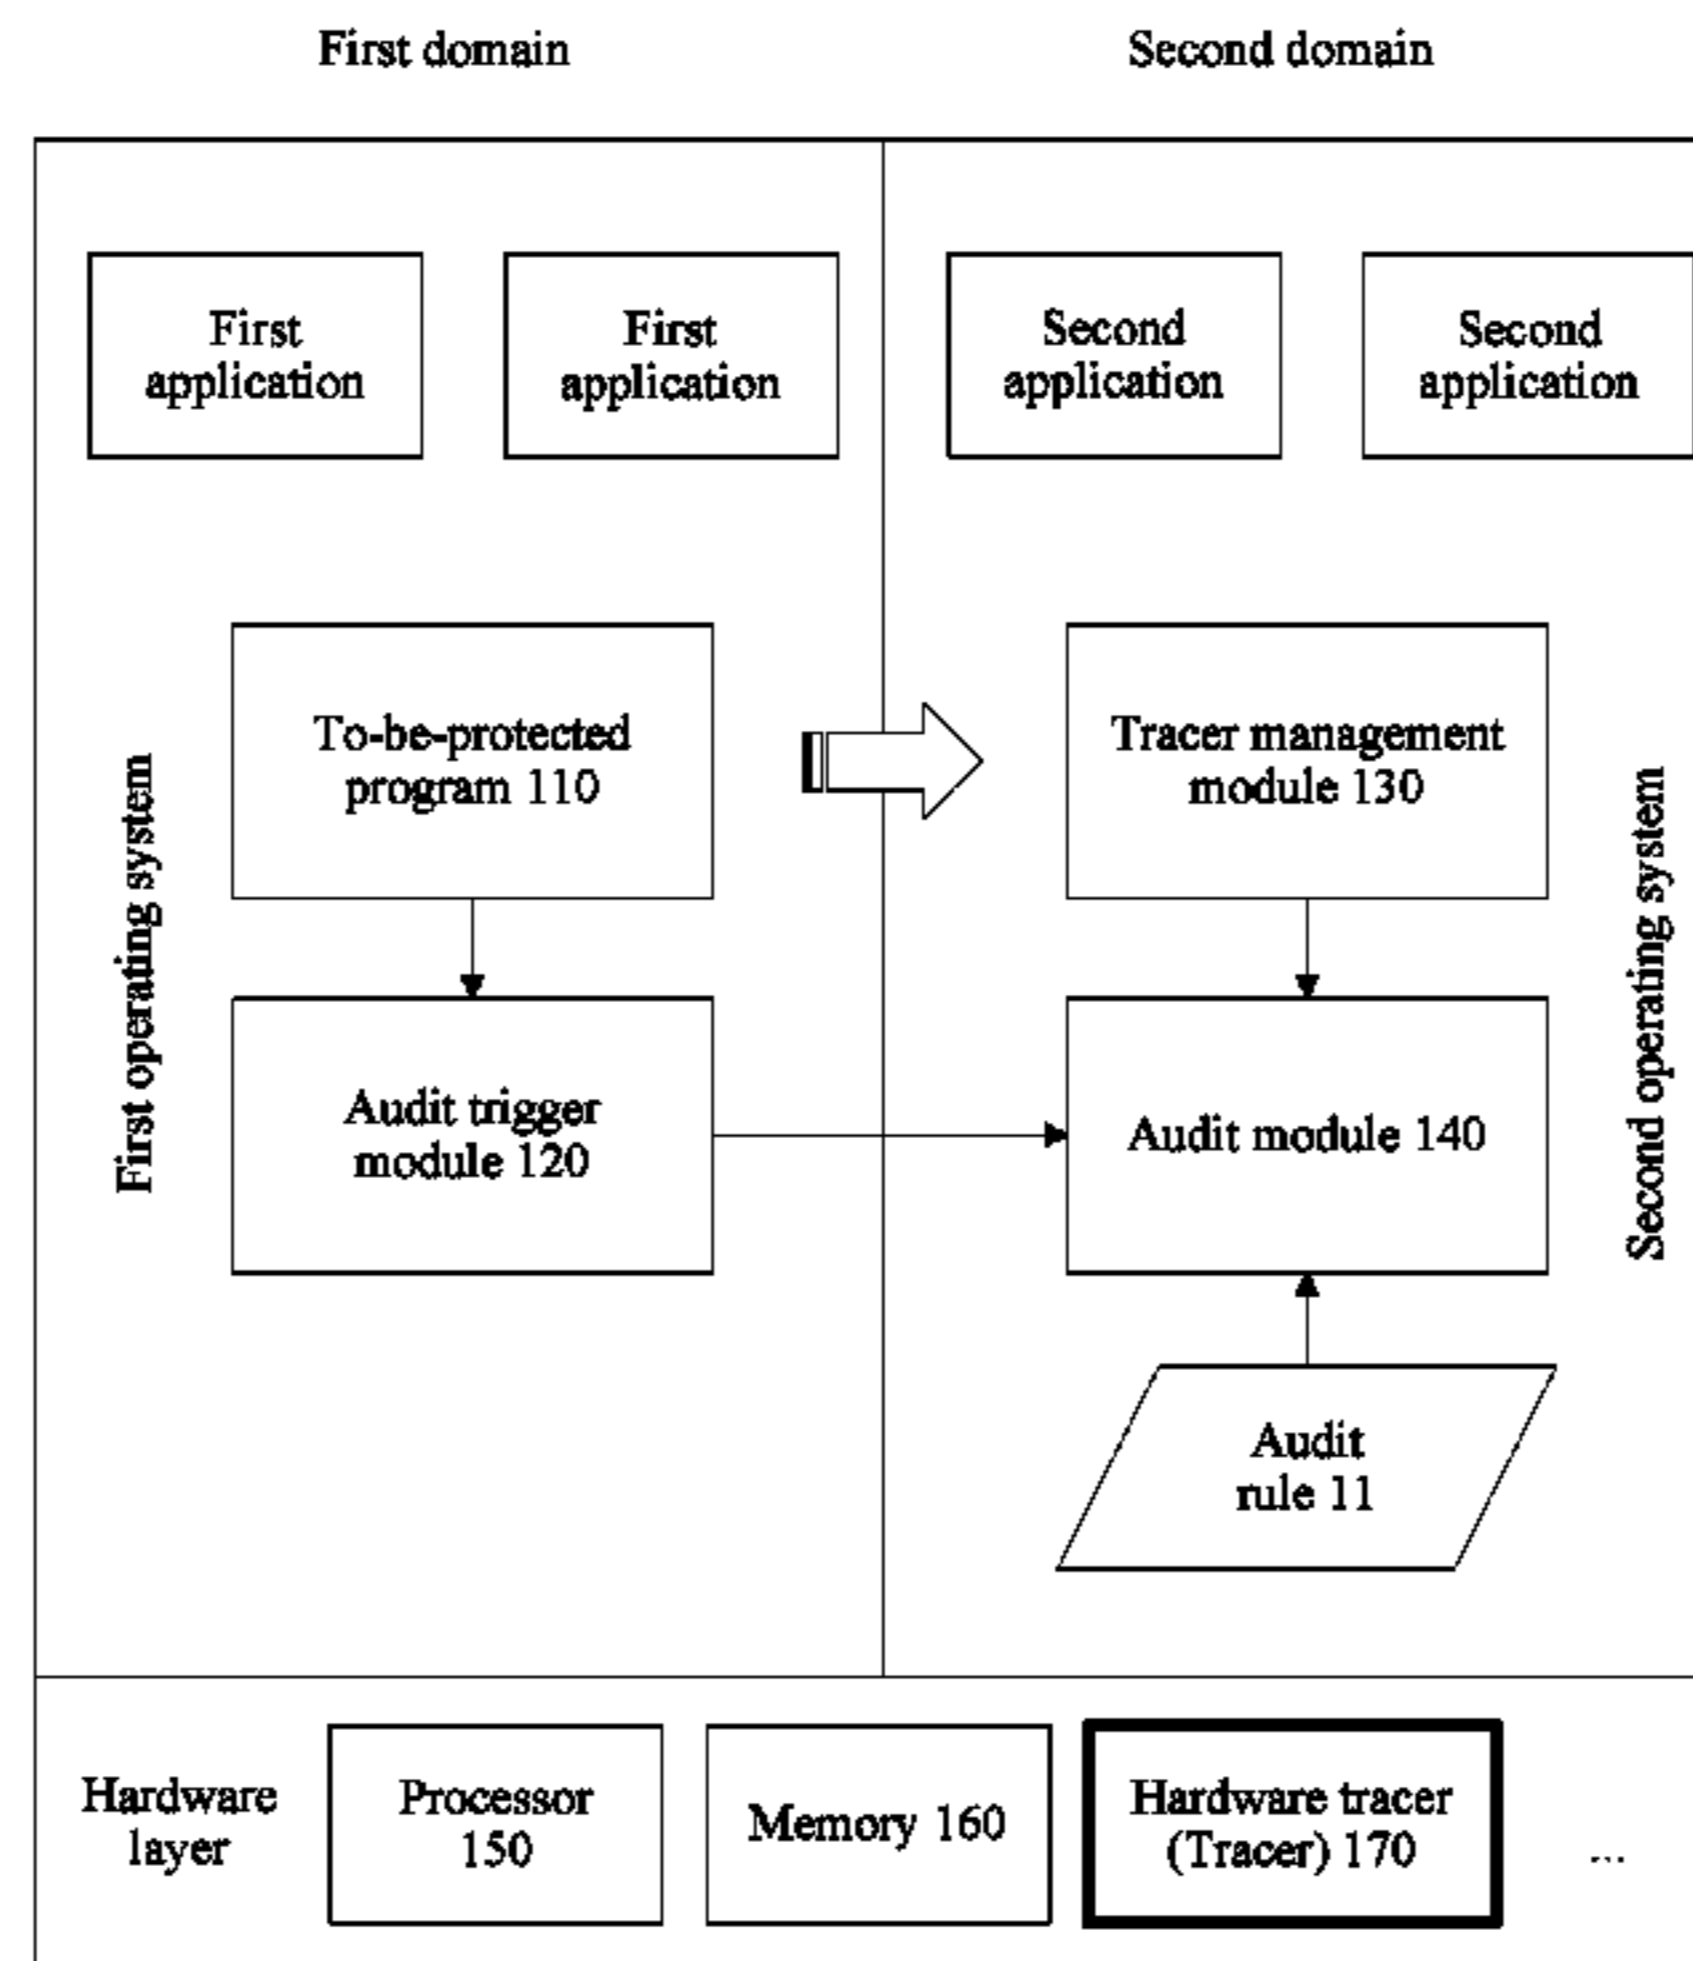 First domain
Second domain
First
application
First
application
Second
application
Second
application
First operating system
To-be-protected
program 110
Tracer management
module 130
Second operating system
Audit trigger
module 120
Audit module 140
Audit
rule 11
Hardware
layer
Processor
150
Memory 160
Hardware tracer
(Tracer) 170
...